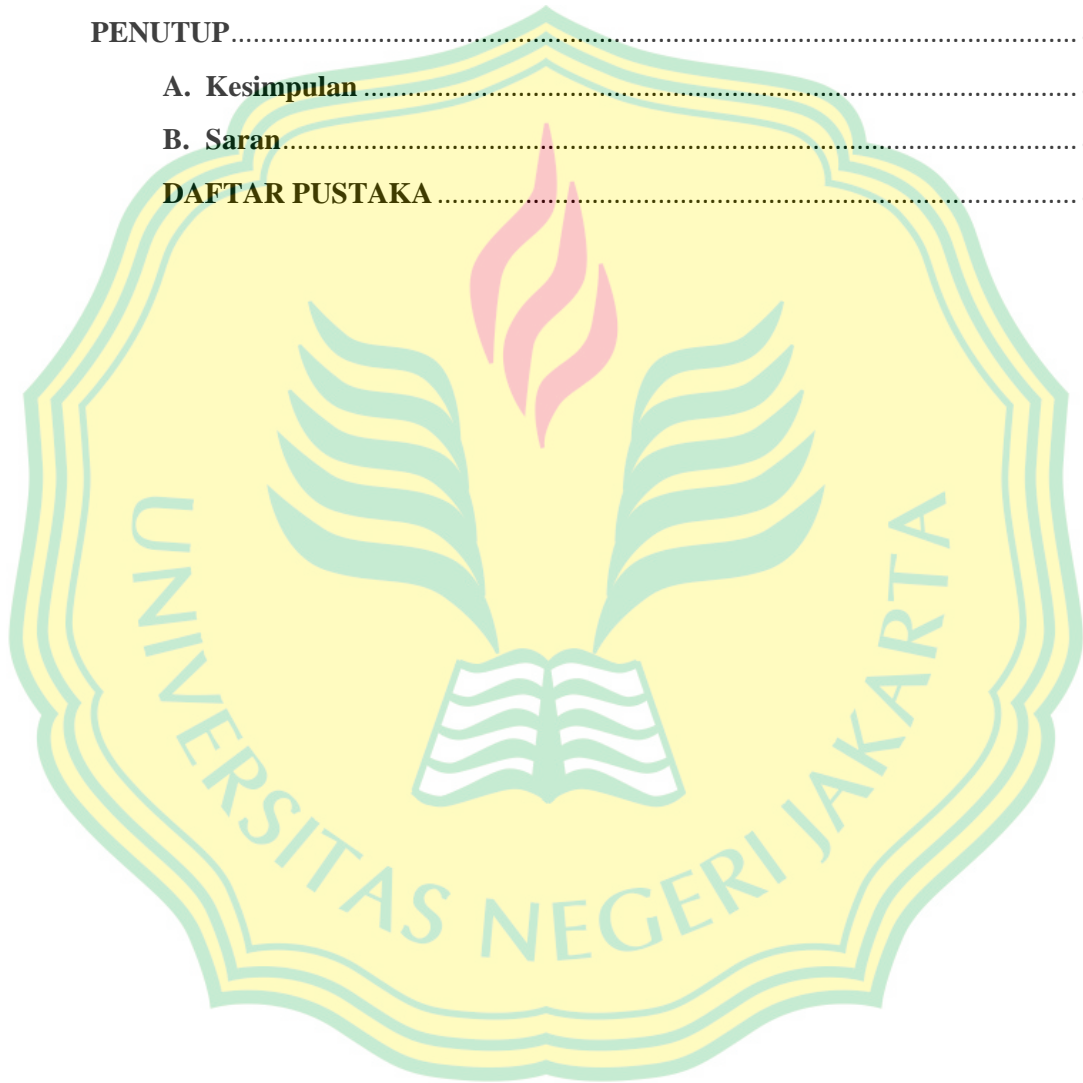 PENUTUP........................................................................................................................
A. Kesimpulan........................................................................................................
B. Saran..................................................................................................................
DAFTAR PUSTAKA.............................................................................................
UNIVERSITAS NEGERI JAKARTA